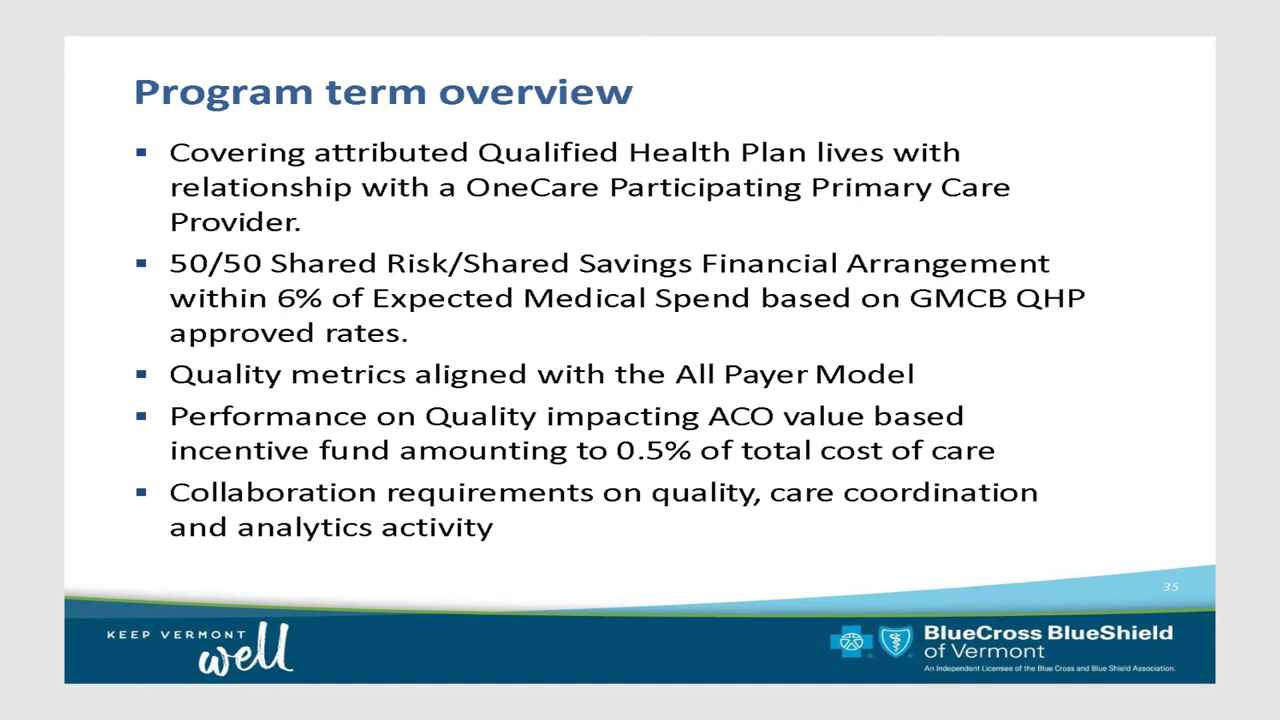 Program term overview
▪ Covering attributed Qualified Health Plan lives with
relationship with a OneCare Participating Primary Care
Provider.
▪ 50/50 Shared Risk/Shared Savings Financial Arrangement
within 6% of Expected Medical Spend based on GMCB QHP
approved rates.
▪ Quality metrics aligned with the All Payer Model
▪ Performance on Quality impacting ACO value based
incentive fund amounting to 0.5% of total cost of care
▪ Collaboration requirements on quality, care coordination
and analytics activity
35
KEEP VERMONT
well
BlueCross BlueShield
of Vermont
An Independent Licensee of the Blue Cross and Blue Shield Association.